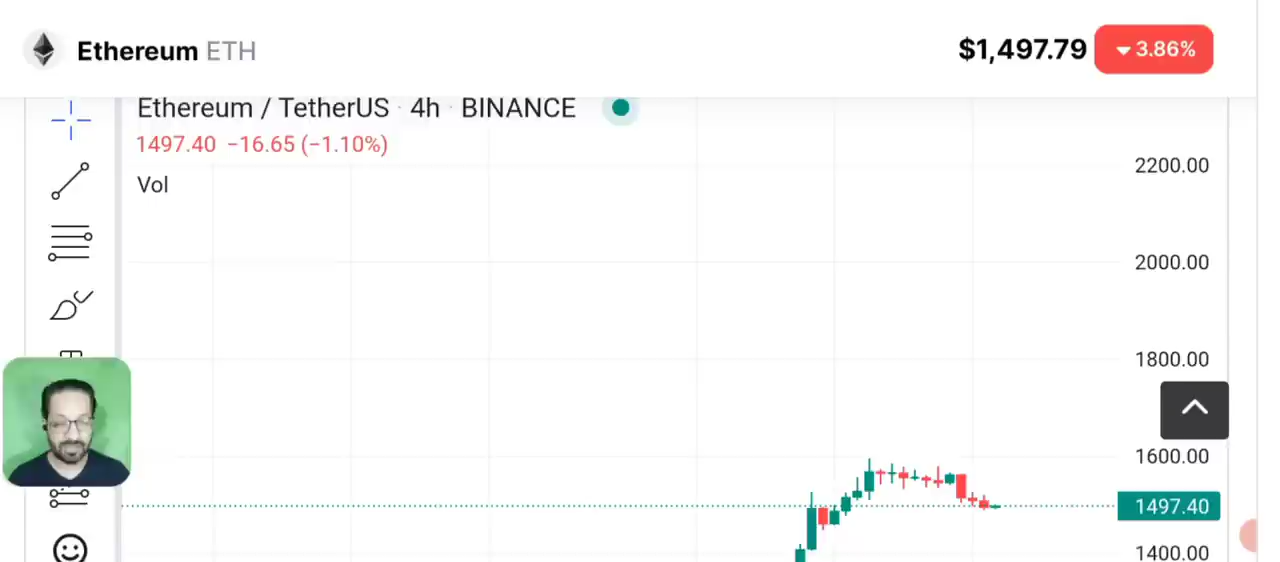 Ethereum ETH
$1,497.79 3.86%
Ethereum / TetherUS · 4h · BINANCE
1497.40 −16.65 (−1.10%)
Vol
2200.00
2000.00
1800.00
1600.00
1497.40
1400.00